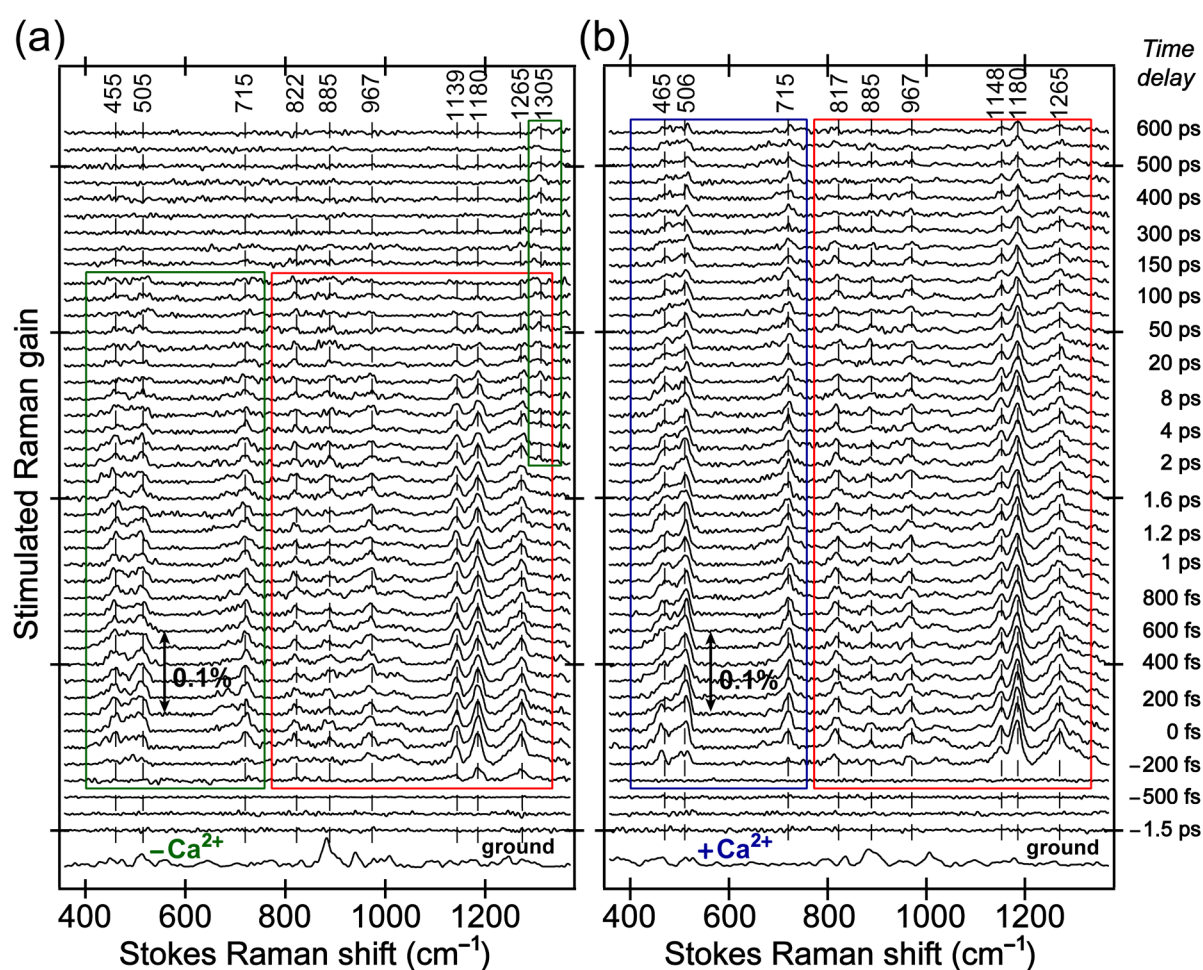 (a)
(b)
Time
delay
455
505
715
822
885
967
1139
1180
1265
1305
465
506
715
817
885
967
1148
1180
1265
600 ps
500 ps
400 ps
300 ps
150 ps
100 ps
50 ps
20 ps
8 ps
4 ps
2 ps
1.6 ps
1.2 ps
1 ps
800 fs
600 fs
400 fs
200 fs
0 fs
−200 fs
−500 fs
−1.5 ps
Stimulated Raman gain
0.1%
0.1%
−Ca²⁺
ground
+Ca²⁺
ground
400 600 800 1000 1200
400 600 800 1000 1200
Stokes Raman shift (cm⁻¹)
Stokes Raman shift (cm⁻¹)